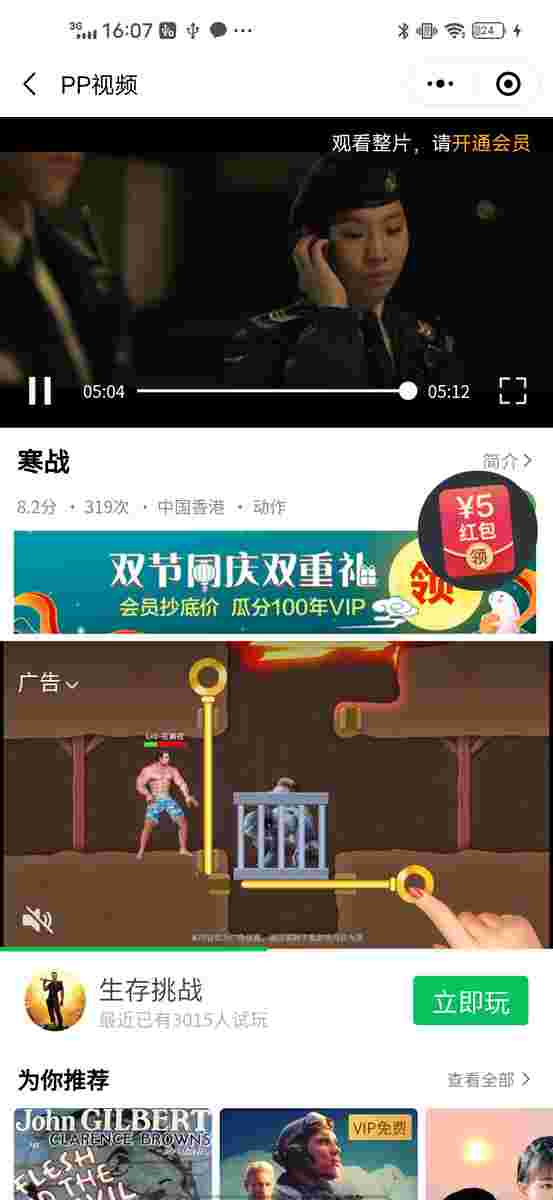 3G 16:07 24
PP视频
观看整片，请开通会员
05:04
05:12
寒战
简介
8.2分 · 319次 · 中国香港 · 动作
¥5
红包
领
双节同庆双重礼
会员抄底价 瓜分100年VIP
领
广告
生存挑战
最近已有3015人试玩
立即玩
为你推荐
查看全部
John GILBERT
CLARENCE BROWN'S
FLESH
THE
VIP免费